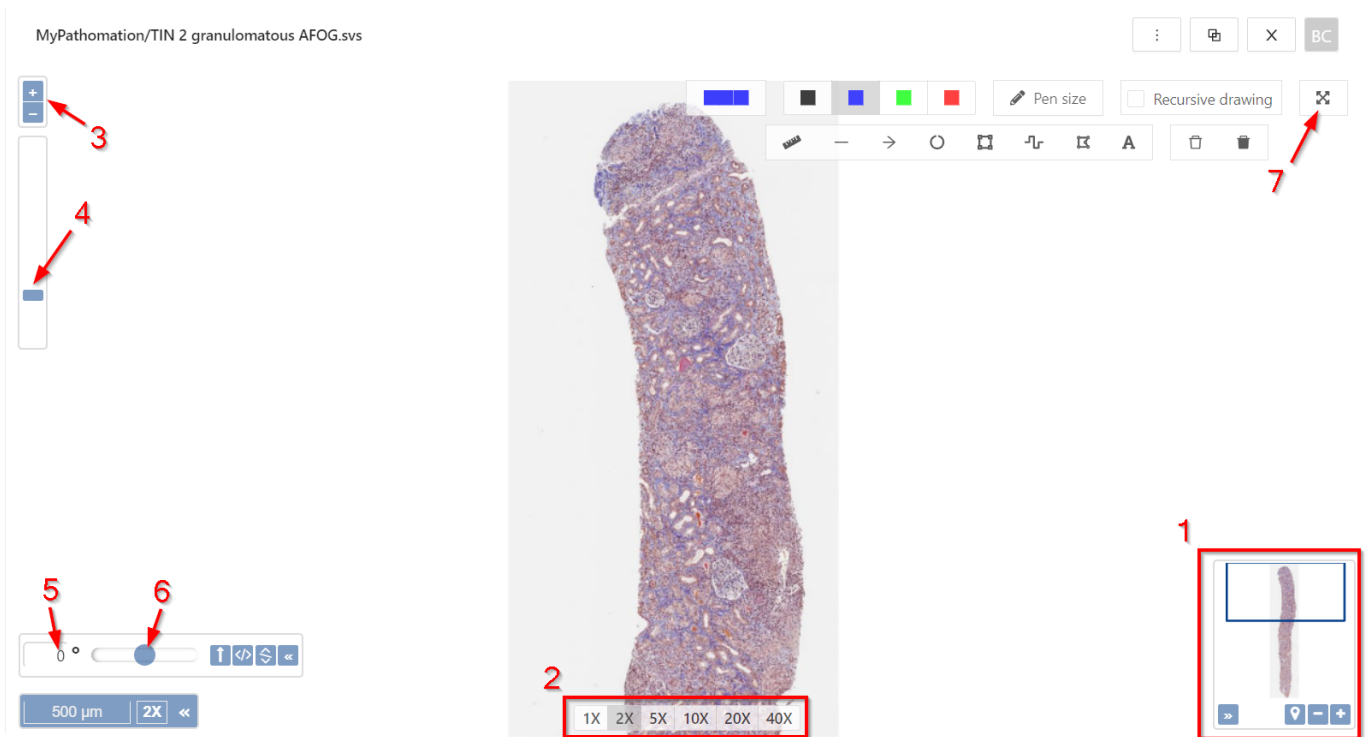 MyPathomation/TIN 2 granulomatous AFOG.svs
BC
Pen size
Recursive drawing
A
3
4
7
1
5
6
0 °
2
500 µm 2X «
1X 2X 5X 10X 20X 40X